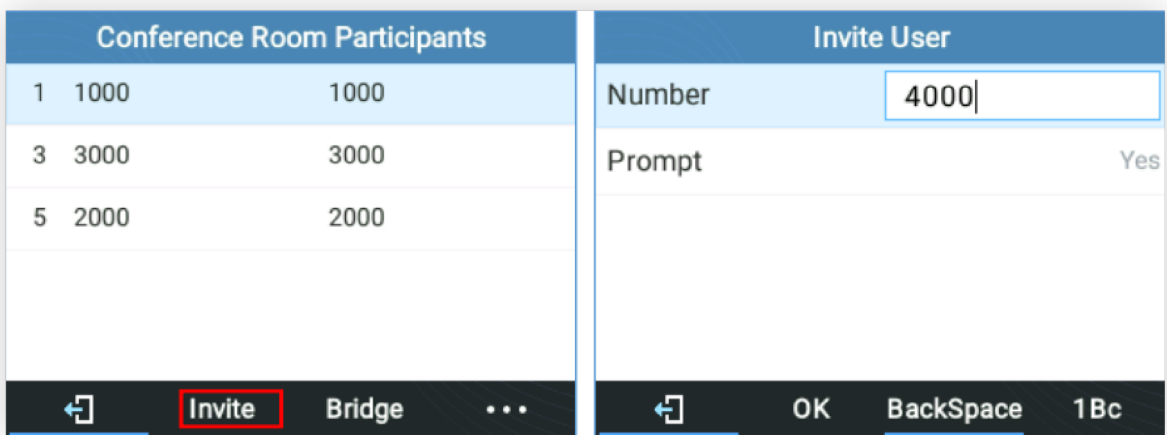 Conference Room Participants
1 1000 1000
3 3000 3000
5 2000 2000
Invite Bridge ...
Invite User
Number 4000
Prompt Yes
OK BackSpace 1Bc